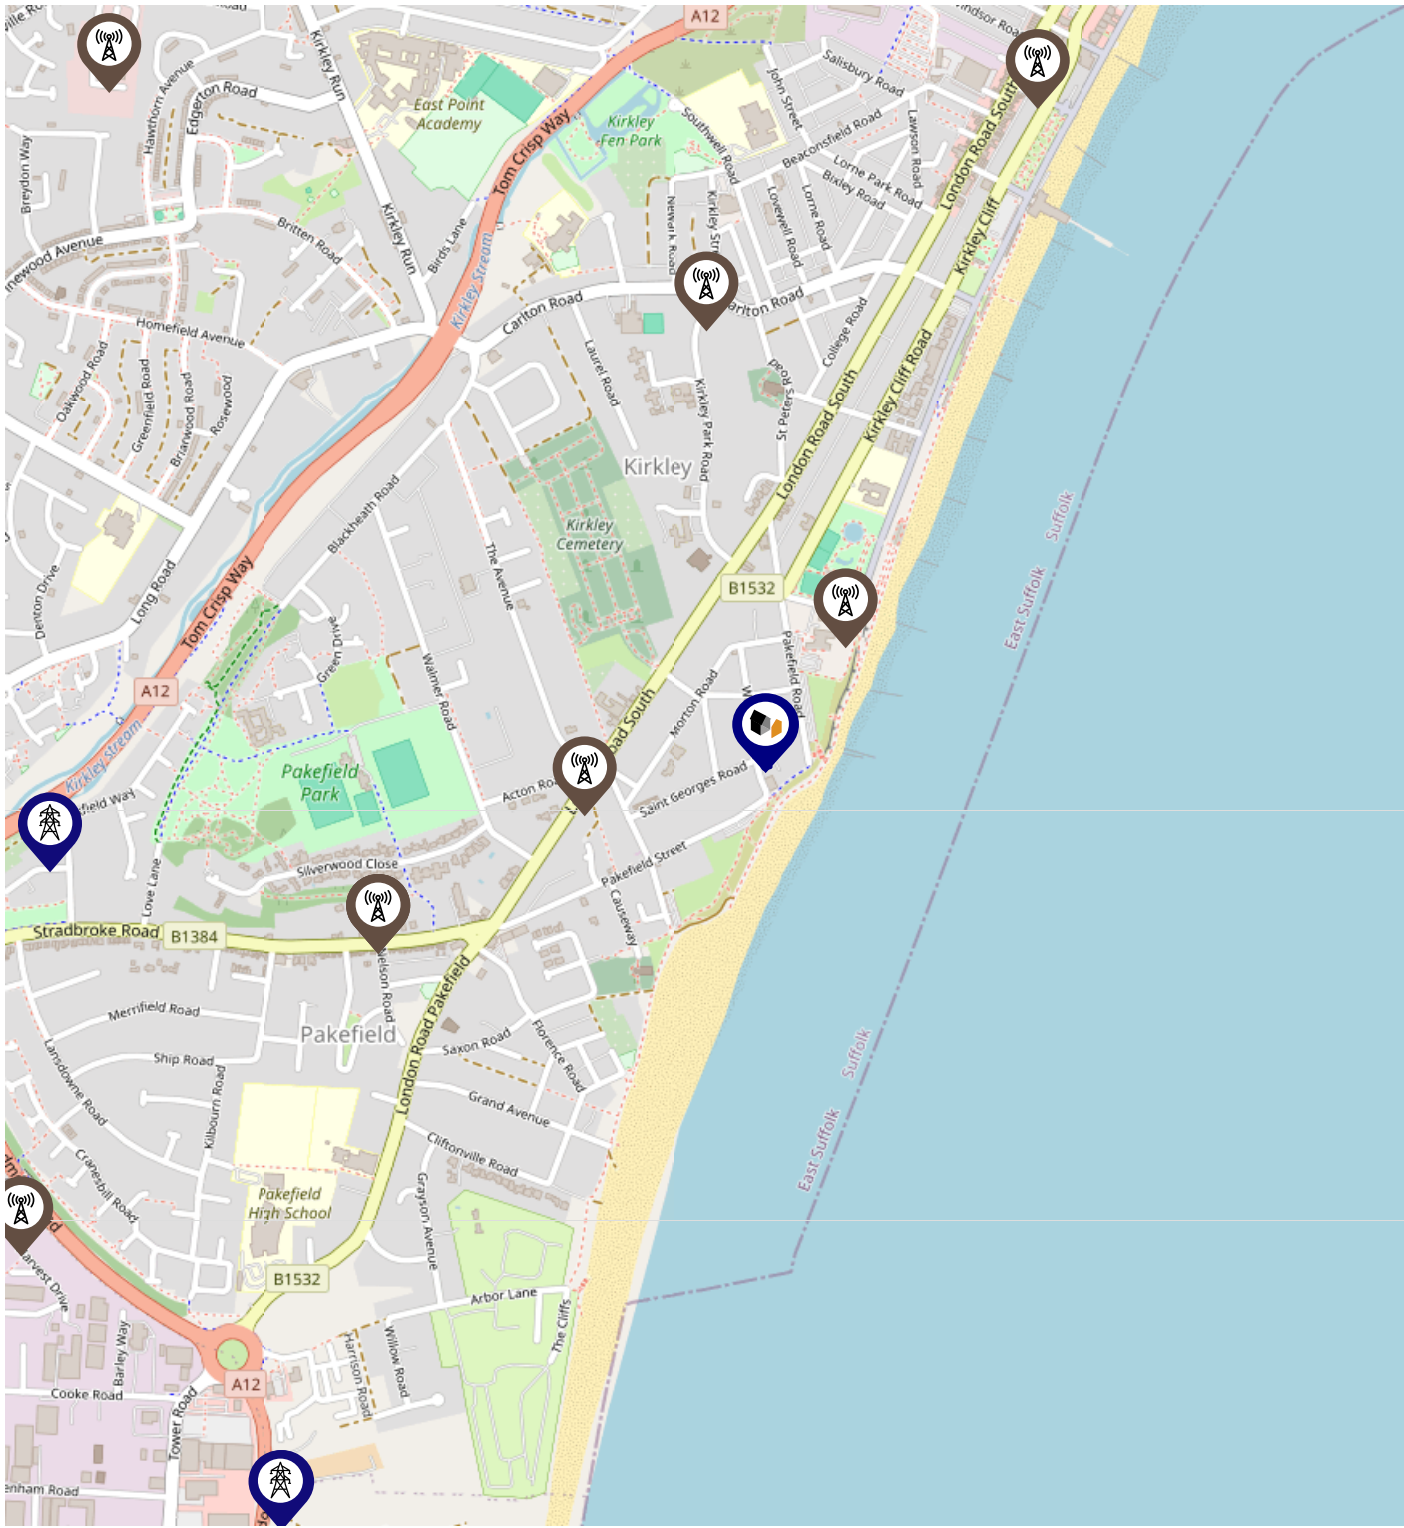 A12
Salisbury Road
Kirkley Run
Hawthorn Avenue
Edgerton Road
East Point
Academy
Kirkley
Fen Park
John Street
Southwell Road
Beaconsfield Road
Lawson Road
London Road South
Tom Crisp Way
Breydon Way
Lorne Park Road
Bixley Road
Newark Road
Lovewell Road
Lorne Road
Kirkley Cliff
Britten Road
Kirkley Run
Birds Lane
Kirkley Stream
Carlton Road
Homefield Avenue
College Road
Laurel Road
Oakwood Road
Greenfield Road
Briarwood Road
Rosewood
St Peters Road
Kirkley Cliff Road
London Road South
Kirkley Park Road
Kirkley
Blackheath Road
Kirkley
Cemetery
Suffolk
East Suffolk
The Avenue
B1532
Long Road
Denton Drive
Tom Crisp Way
Green Drive
Walmer Road
Pakefield Road
Morton Road
A12
Kirkley Stream
Pakefield
Park
Saint Georges Road
Silverwood Close
Pakefield Street
Love Lane
Causeway
Stradbroke Road
B1384
Nelson Road
London Road Pakefield
Merrifield Road
Pakefield
Saxon Road
Florence Road
Ship Road
Lansdowne Road
Kilbourn Road
Grand Avenue
Suffolk
East Suffolk
Cliftonville Road
Cranesbill Road
Grayson Avenue
Pakefield
High School
B1532
Arbor Lane
The Cliffs
Barley Way
Harrison Road
Willow Road
A12
Cooke Road
Tower Road